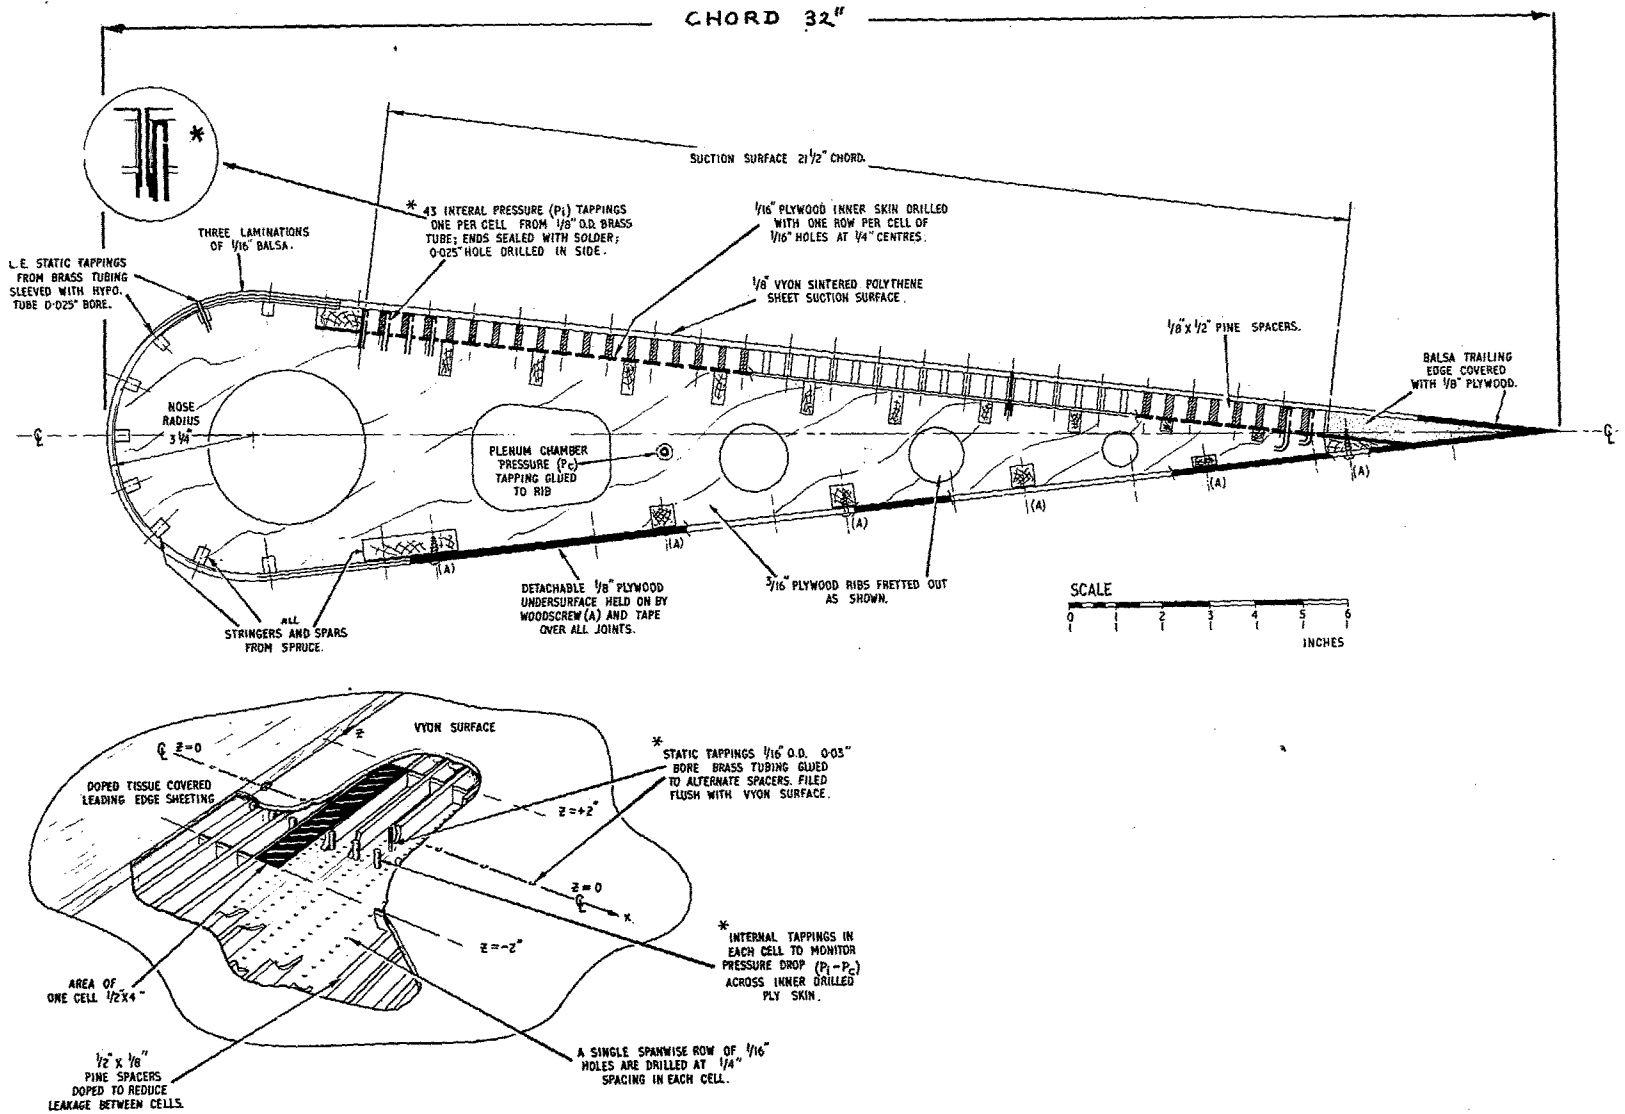 CHORD 32"
SUCTION SURFACE 21 1/2" CHORD.
*
* 43 INTERAL PRESSURE (Pi) TAPPINGS
ONE PER CELL FROM 1/8" O.D. BRASS
TUBE; ENDS SEALED WITH SOLDER;
0·025" HOLE DRILLED IN SIDE.
1/16" PLYWOOD INNER SKIN DRILLED
WITH ONE ROW PER CELL OF
1/16" HOLES AT 1/4" CENTRES.
THREE LAMINATIONS
OF 1/16" BALSA.
L.E. STATIC TAPPINGS
FROM BRASS TUBING
SLEEVED WITH HYPO.
TUBE 0·025" BORE.
1/8" VYON SINTERED POLYTHENE
SHEET SUCTION SURFACE.
1/8" x 1/2" PINE SPACERS.
BALSA TRAILING
EDGE COVERED
WITH 1/8" PLYWOOD.
NOSE
RADIUS
3 1/4"
℄
℄
PLENUM CHAMBER
PRESSURE (Pc)
TAPPING GLUED
TO RIB
(A)
(A)
(A)
(A)
(A)
(A)
DETACHABLE 1/8" PLYWOOD
UNDERSURFACE HELD ON BY
WOODSCREW (A) AND TAPE
OVER ALL JOINTS.
3/16" PLYWOOD RIBS FRETTED OUT
AS SHOWN.
ALL
STRINGERS AND SPARS
FROM SPRUCE.
SCALE
0 1 2 3 4 5 6
INCHES
VYON SURFACE
z
℄ Z=0
DOPED TISSUE COVERED
LEADING EDGE SHEETING
*
STATIC TAPPINGS 1/16" O.D. 0·03"
BORE BRASS TUBING GLUED
TO ALTERNATE SPACERS. FILED
FLUSH WITH VYON SURFACE.
Z=+2"
Z=0
℄
x.
Z=-2"
*
INTERNAL TAPPINGS IN
EACH CELL TO MONITOR
PRESSURE DROP (Pi-Pc)
ACROSS INNER DRILLED
PLY SKIN.
AREA OF
ONE CELL 1/2"X4"
1/2" X 1/8"
PINE SPACERS
DOPED TO REDUCE
LEAKAGE BETWEEN CELLS.
A SINGLE SPANWISE ROW OF 1/16"
HOLES ARE DRILLED AT 1/4"
SPACING IN EACH CELL.